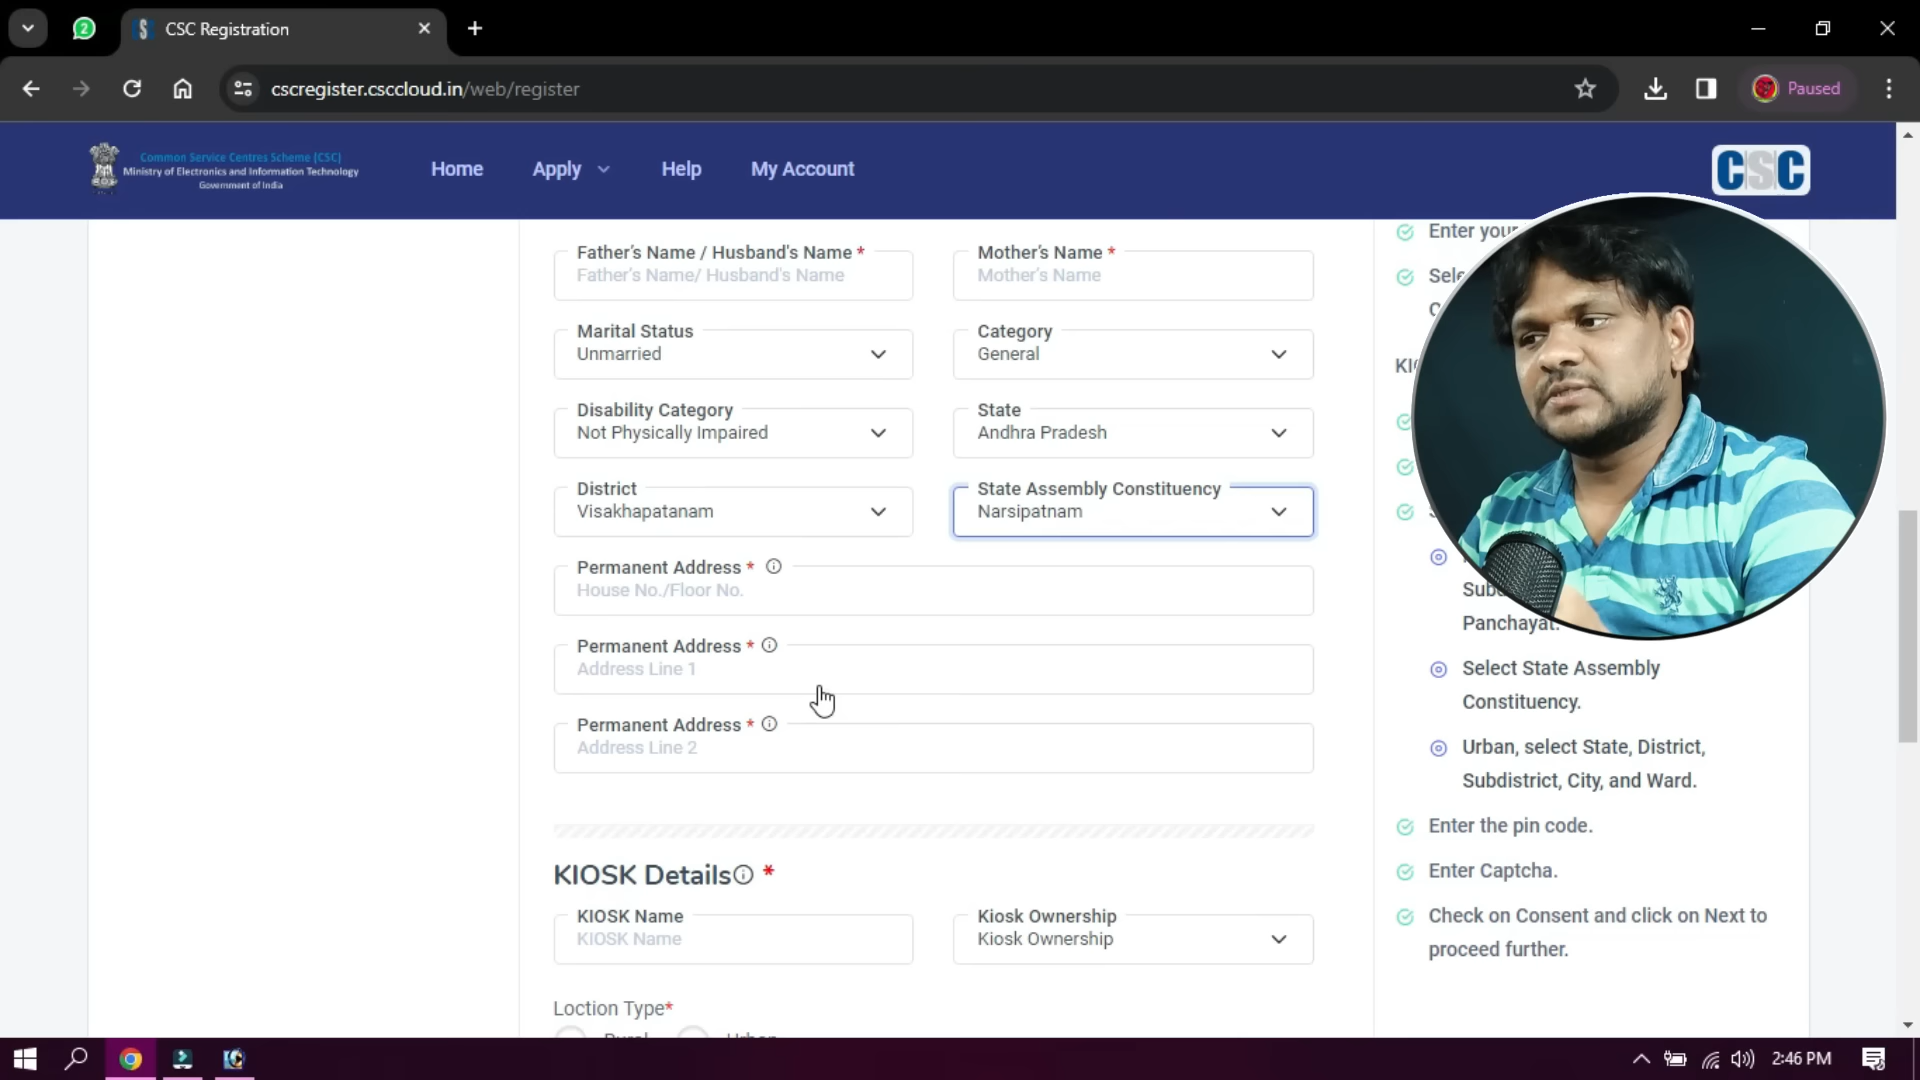 2
CSC Registration
cscregister.csccloud.in/web/register
Paused
Common Service Centres Scheme (CSC)
Ministry of Electronics and Information Technology
Government of India
Home
Apply
Help
My Account
CSC
Father's Name / Husband's Name *
Father's Name/ Husband's Name
Mother's Name *
Mother's Name
Marital Status
Unmarried
Category
General
Disability Category
Not Physically Impaired
State
Andhra Pradesh
District
Visakhapatanam
State Assembly Constituency
Narsipatnam
Permanent Address *
House No./Floor No.
Permanent Address *
Address Line 1
Permanent Address *
Address Line 2
KIOSK Details *
KIOSK Name
KIOSK Name
Kiosk Ownership
Kiosk Ownership
Loction Type*
Rural
Urban
Enter your
Panchayat.
Select State Assembly
Constituency.
Urban, select State, District,
Subdistrict, City, and Ward.
Enter the pin code.
Enter Captcha.
Check on Consent and click on Next to
proceed further.
2:46 PM